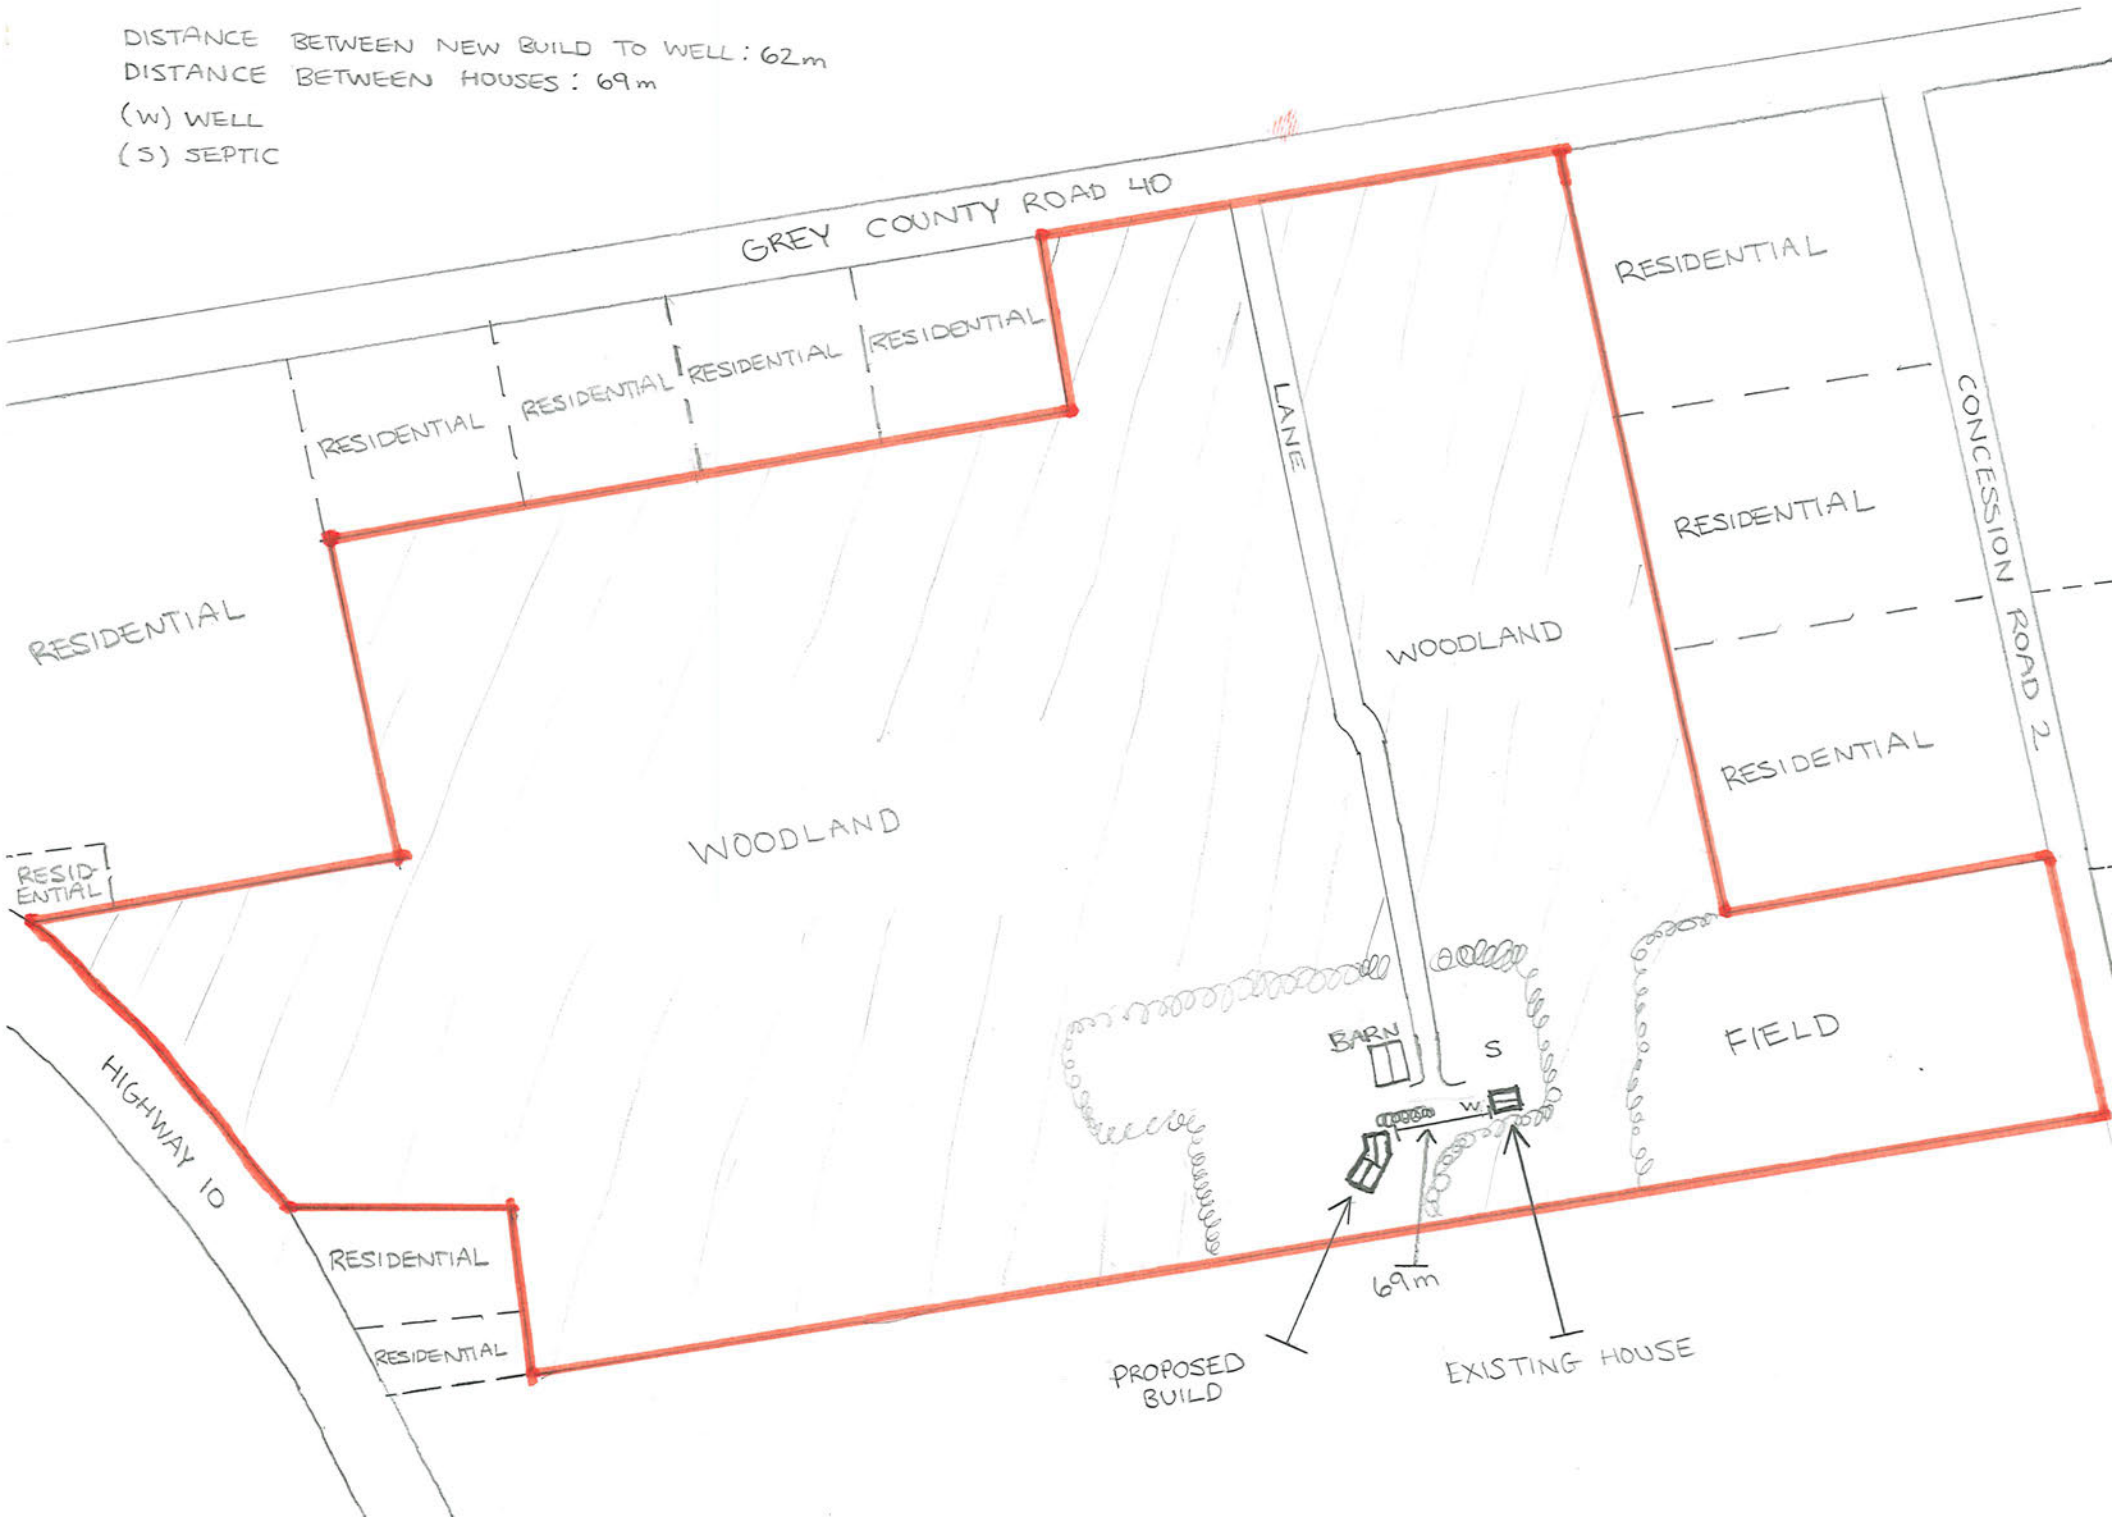 DISTANCE BETWEEN NEW BUILD TO WELL: 62m
DISTANCE BETWEEN HOUSES: 69m
(W) WELL
(S) SEPTIC
GREY COUNTY ROAD 40
RESIDENTIAL
RESIDENTIAL
RESIDENTIAL
RESIDENTIAL
RESIDENTIAL
LANE
CONCESSION ROAD 2
RESIDENTIAL
RESIDENTIAL
WOODLAND
RESIDENTIAL
RESIDENTIAL
WOODLAND
RESID-
ENTIAL
HIGHWAY 10
BARN
S
W
FIELD
RESIDENTIAL
RESIDENTIAL
69m
PROPOSED
BUILD
EXISTING HOUSE